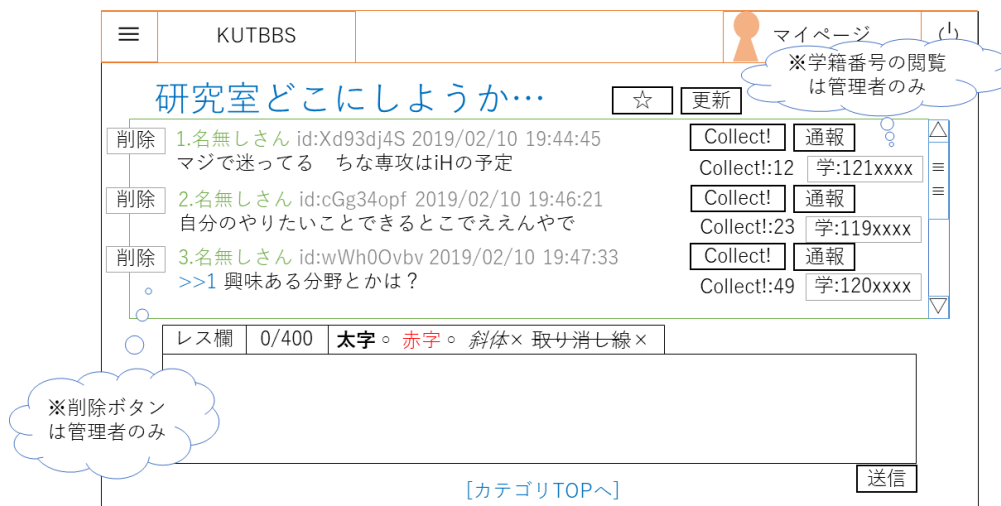 KUTBBS
マイページ
※学籍番号の閲覧
は管理者のみ
研究室どこにしようか…
☆
更新
削除
1.名無しさん id:Xd93dj4S 2019/02/10 19:44:45
Collect!
通報
マジで迷ってる　ちな専攻はiHの予定
Collect!:12
学:121xxxx
削除
2.名無しさん id:cGg34opf 2019/02/10 19:46:21
Collect!
通報
自分のやりたいことできるとこでええんやで
Collect!:23
学:119xxxx
削除
3.名無しさん id:wWh0Ovbv 2019/02/10 19:47:33
Collect!
通報
>>1 興味ある分野とかは？
Collect!:49
学:120xxxx
レス欄
0/400
太字○ 赤字○ 斜体× 取り消し線×
※削除ボタン
は管理者のみ
送信
[カテゴリTOPへ]